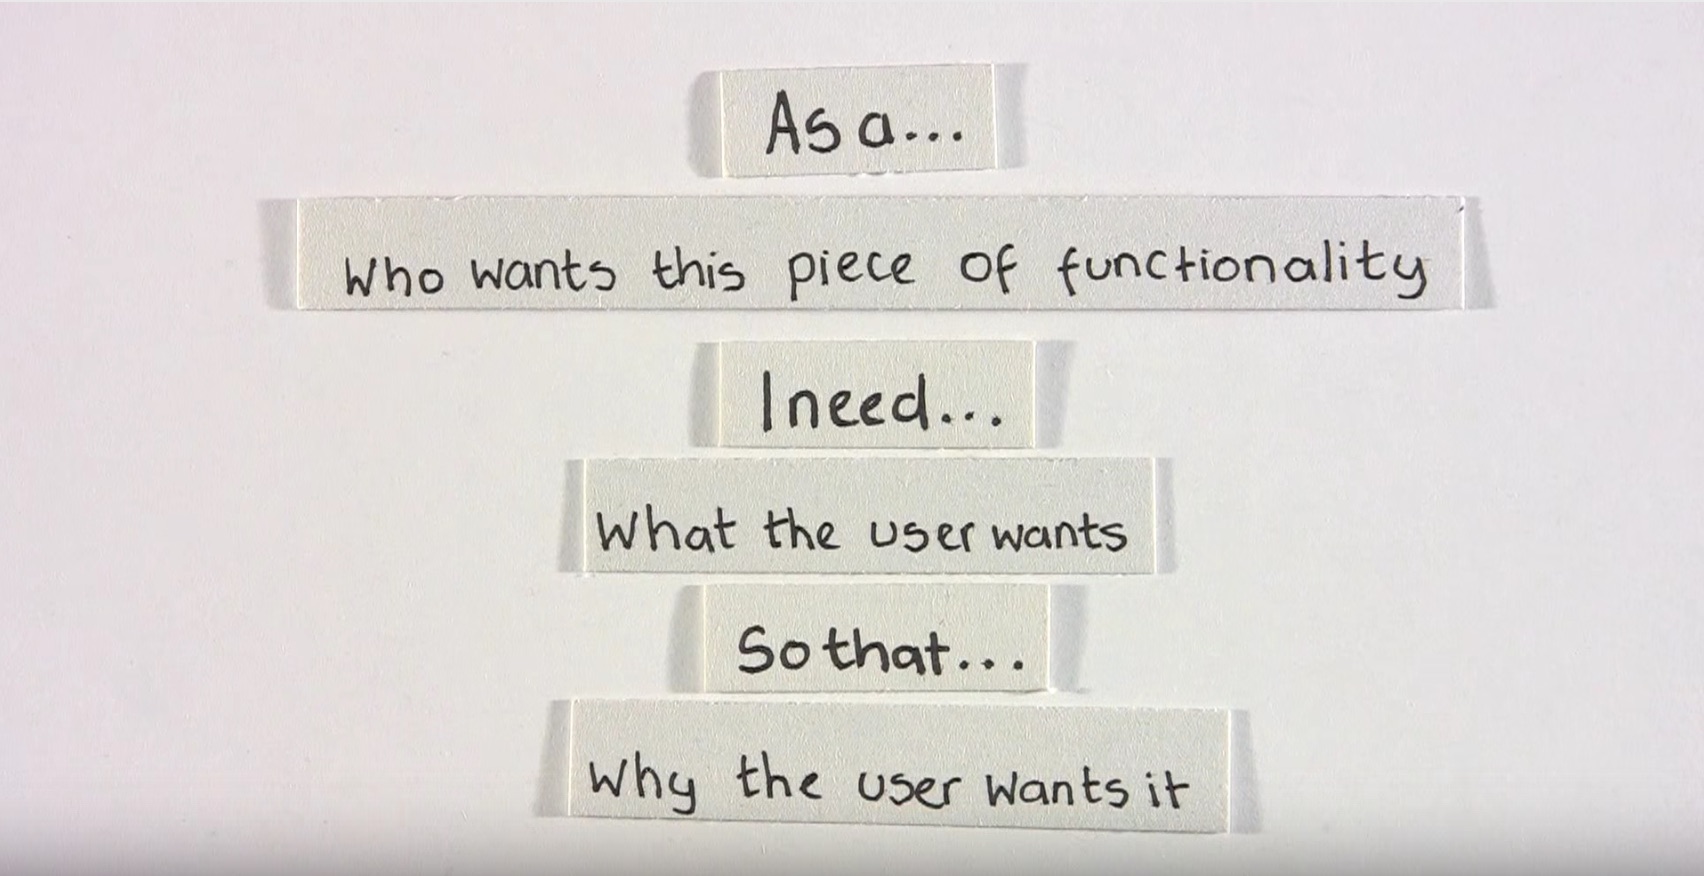 As a...
Who wants this piece of functionality
I need...
What the user wants
So that...
Why the user wants it